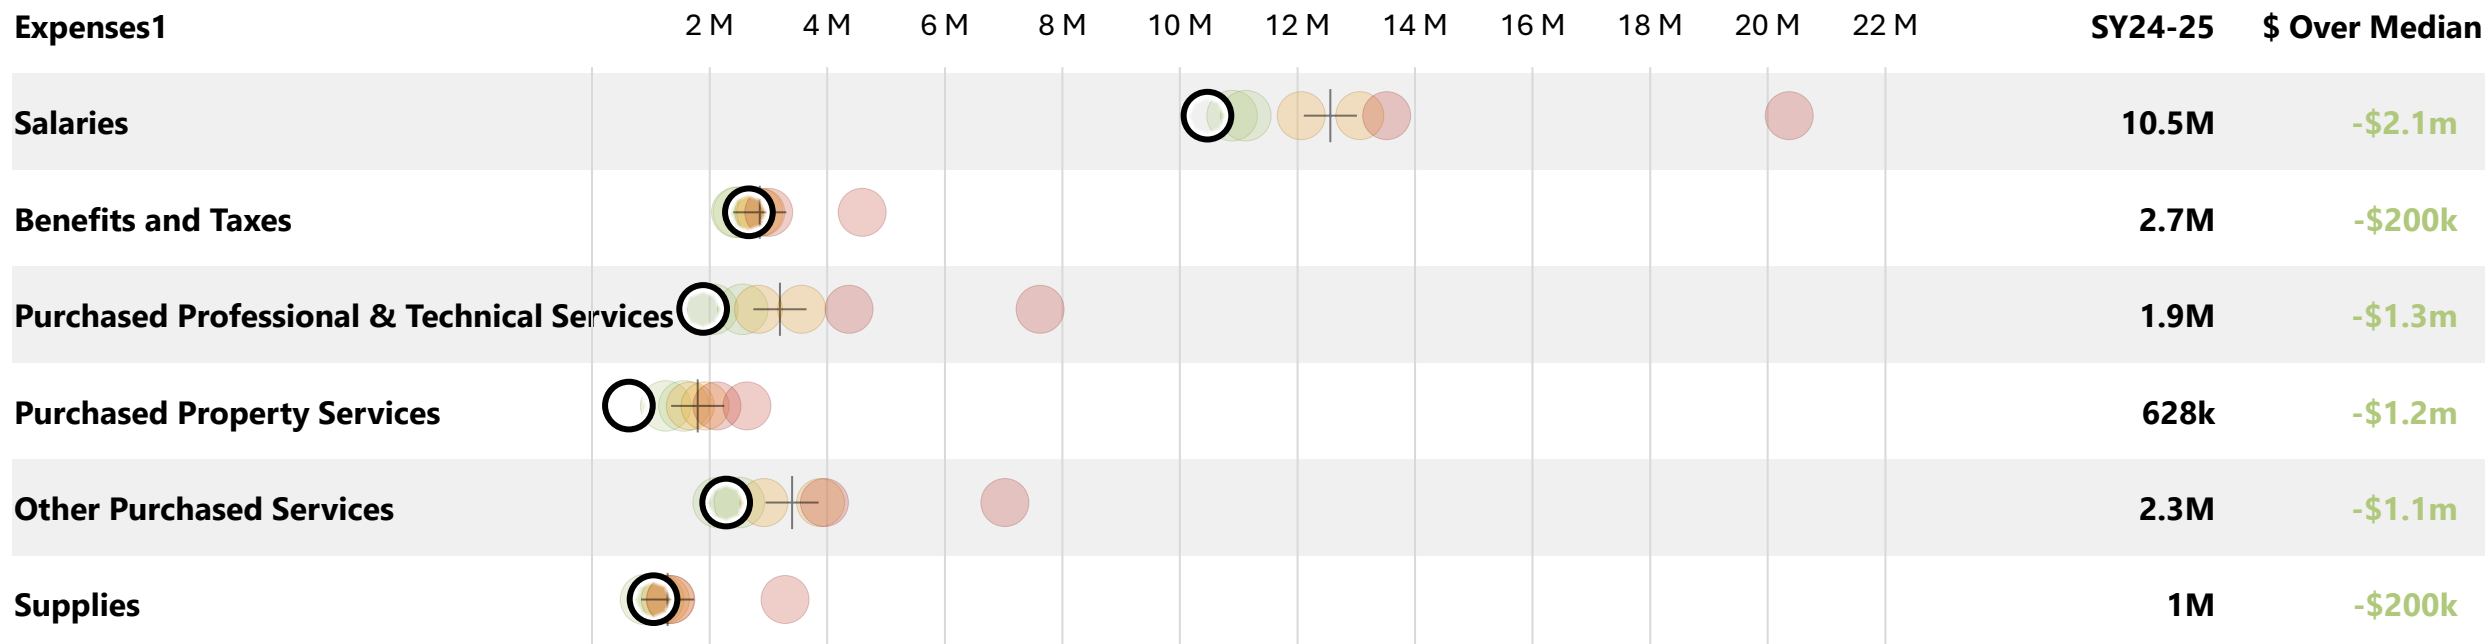 Expenses1 2 M 4 M 6 M 8 M 10 M 12 M 14 M 16 M 18 M 20 M 22 M SY24-25 $ Over Median
Salaries 10.5M -$2.1m
Benefits and Taxes 2.7M -$200k
Purchased Professional & Technical Services 1.9M -$1.3m
Purchased Property Services 628k -$1.2m
Other Purchased Services 2.3M -$1.1m
Supplies 1M -$200k